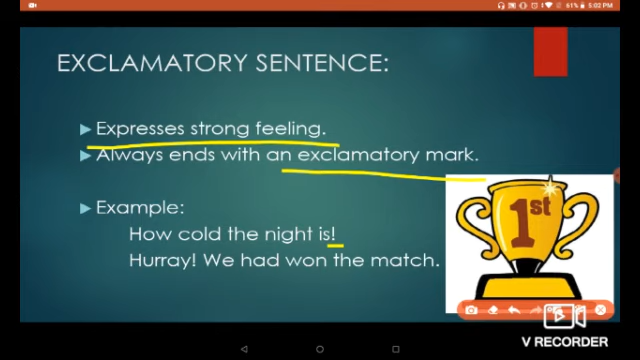 61% 5:02 PM
EXCLAMATORY SENTENCE:
Expresses strong feeling.
Always ends with an exclamatory mark.
Example:
How cold the night is!
Hurray! We had won the match.
1st
V RECORDER